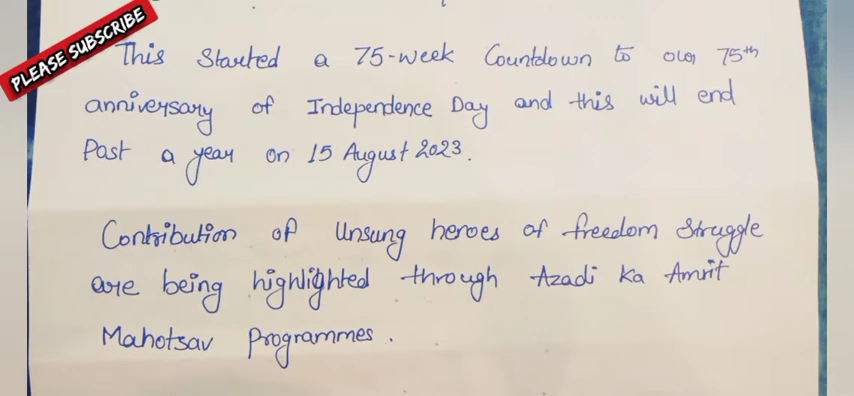 PLEASE SUBSCRIBE
This Started a 75-week Countdown to our 75th
anniversary of Independence Day and this will end
Post a year on 15 August 2023.
Contribution of Unsung heroes of freedom Struggle
are being highlighted through Azadi Ka Amrit
Mahotsav Programmes.